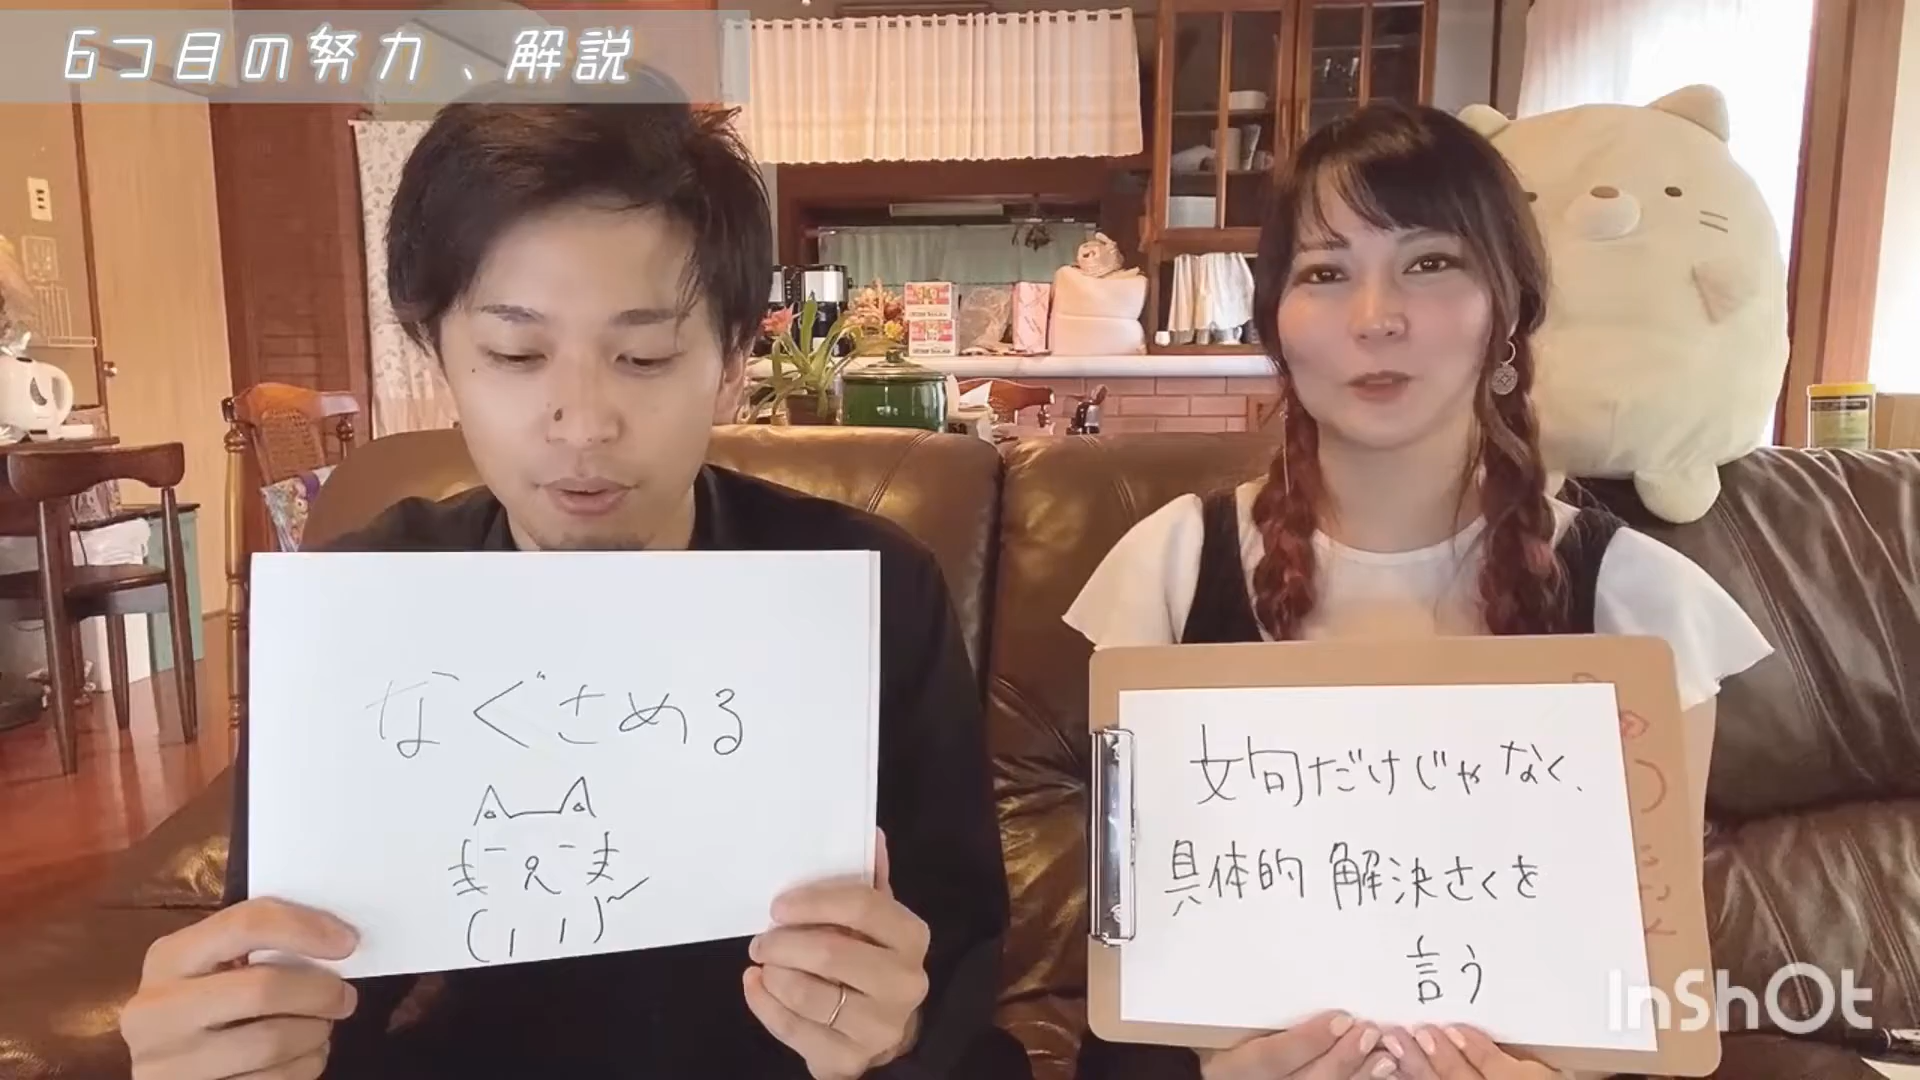 6つ目の努力、解説
なぐさめる
文句だけじゃなく、
具体的解決さくを
言う
InShOt